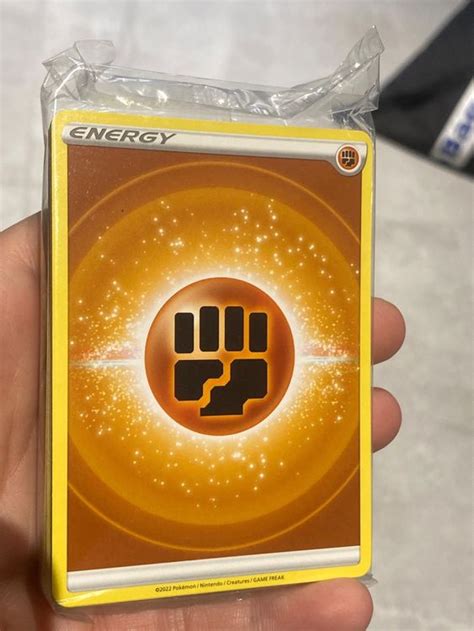 ENERGY
©2022 Pokémon / Nintendo / Creatures / GAME FREAK